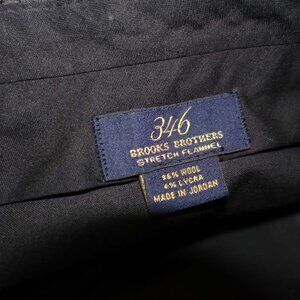 346
BROOKS BROTHERS
STRETCH FLANNEL
96% WOOL
4% LYCRA
MADE IN JORDAN